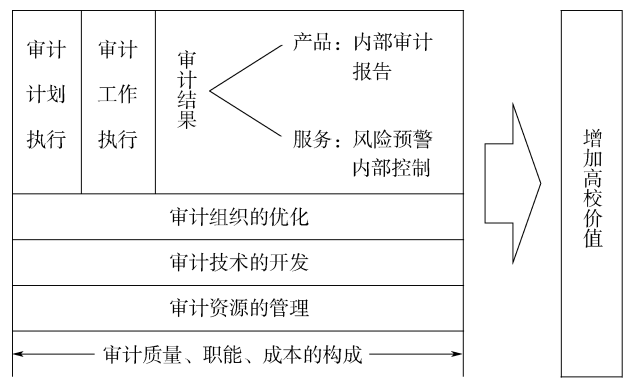 审计
计划
执行
审计
工作
执行
审计结果
产品：内部审计
报告
服务：风险预警
内部控制
审计组织的优化
审计技术的开发
审计资源的管理
审计质量、职能、成本的构成
增加高校价值